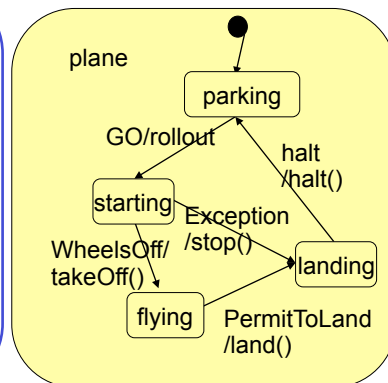 plane
parking
GO/rollout
halt
/halt()
starting
Exception
/stop()
WheelsOff/
takeOff()
landing
flying
PermitToLand
/land()